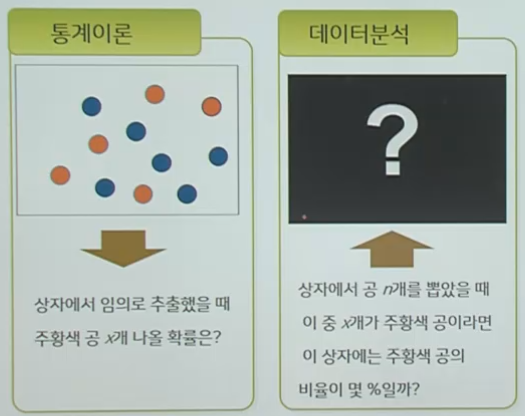 통계이론
상자에서 임의로 추출했을 때
주황색 공 x개 나올 확률은?
데이터분석
?
상자에서 공 n개를 뽑았을 때
이 중 x개가 주황색 공이라면
이 상자에는 주황색 공의
비율이 몇 %일까?